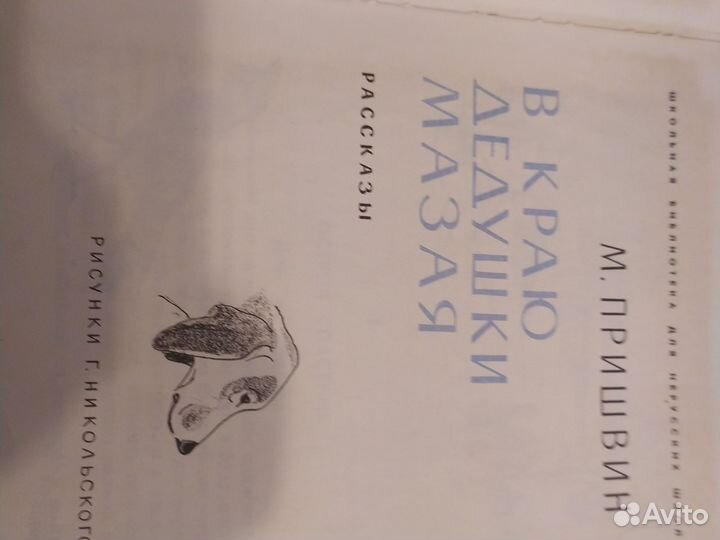 ШКОЛЬНАЯ БИБЛИОТЕКА ДЛЯ НЕРУССКИХ
М. ПРИШВИН
В КРАЮ
ДЕДУШКИ
МАЗАЯ
РАССКАЗЫ
РИСУНКИ Г. НИКОЛЬСКОГО
Avito